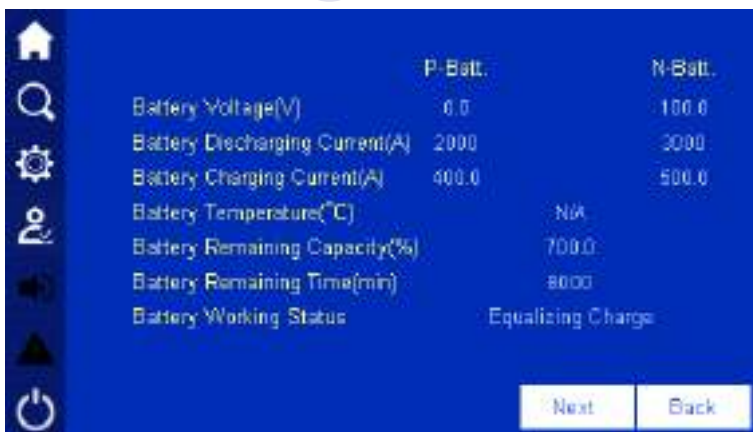 P-Batt. N-Batt.
Battery Voltage(V) 0.0 100.0
Battery Discharging Current(A) 2000 3000
Battery Charging Current(A) 400.0 500.0
Battery Temperature(°C) N/A
Battery Remaining Capacity(%) 700.0
Battery Remaining Time(min) 8000
Battery Working Status Equalizing Charge
Next Back